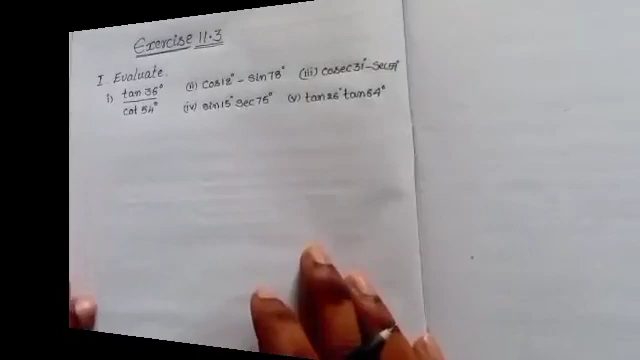 Exercise 11.3
I Evaluate.
i) tan 36° / cot 54° (ii) cos 12° - sin 78° (iii) cosec 31° - sec 59°
(iv) sin 15° sec 75° (v) tan 26° tan 64°